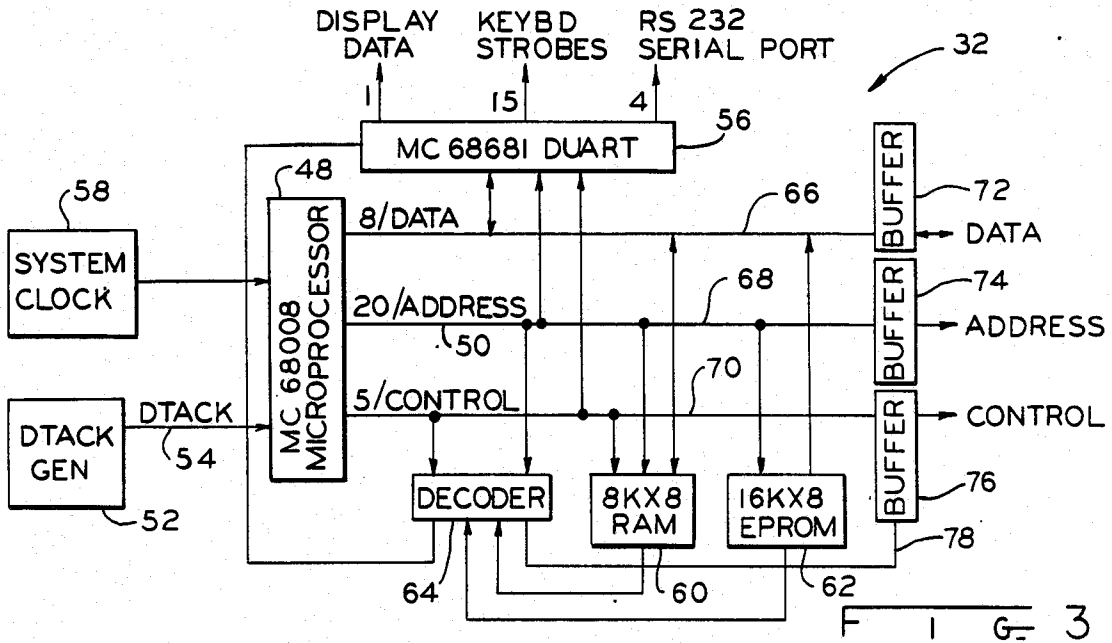 DISPLAY DATA
KEYBD STROBES
RS 232 SERIAL PORT
32
1
15
4
56
MC 68681 DUART
48
58
SYSTEM CLOCK
MC 68008 MICROPROCESSOR
8/DATA
66
BUFFER
72
DATA
20/ADDRESS
50
68
BUFFER
74
ADDRESS
DTACK GEN
52
DTACK
54
5/CONTROL
70
BUFFER
CONTROL
76
DECODER
64
8KX8 RAM
60
16KX8 EPROM
62
78
FIG_ 3